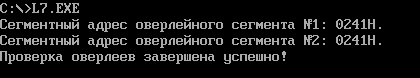 C:\>L7.EXE
Сегментный адрес оверлейного сегмента №1: 0241H.
Сегментный адрес оверлейного сегмента №2: 0241H.
Проверка оверлеев завершена успешно!